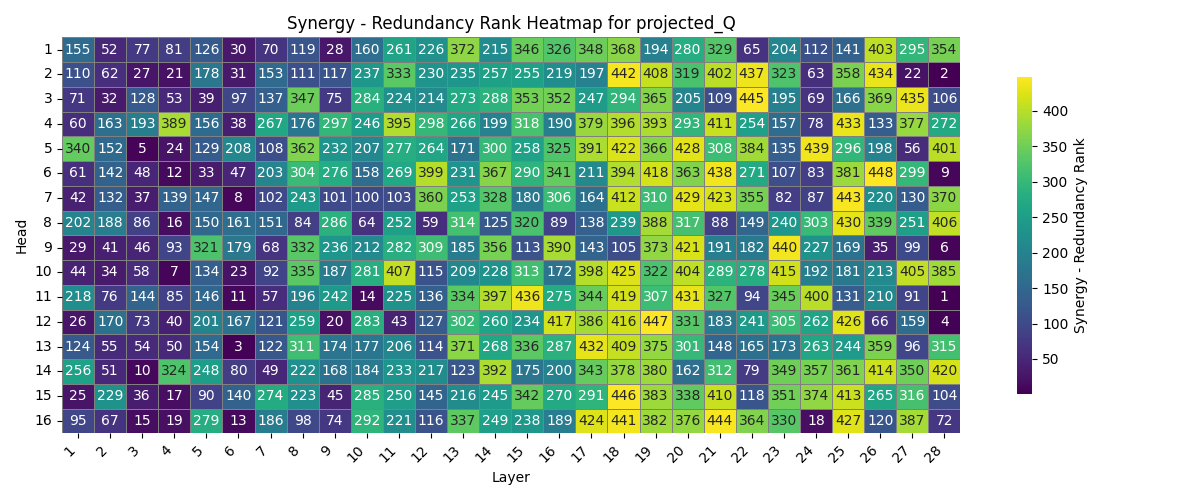 Synergy - Redundancy Rank Heatmap for projected_Q
1 155 52 77 81 126 30 70 119 28 160 261 226 372 215 346 326 348 368 194 280 329 65 204 112 141 403 295 354
2 110 62 27 21 178 31 153 111 117 237 333 230 235 257 255 219 197 442 408 319 402 437 323 63 358 434 22 2
3 71 32 128 53 39 97 137 347 75 284 224 214 273 288 353 352 247 294 365 205 109 445 195 69 166 369 435 106
4 60 163 193 389 156 38 267 176 297 246 395 298 266 199 318 190 379 396 393 293 411 254 157 78 433 133 377 272
5 340 152 5 24 129 208 108 362 232 207 277 264 171 300 258 325 391 422 366 428 308 384 135 439 296 198 56 401
6 61 142 48 12 33 47 203 304 276 158 269 399 231 367 290 341 211 394 418 363 438 271 107 83 381 448 299 9
7 42 132 37 139 147 8 102 243 101 100 103 360 253 328 180 306 164 412 310 429 423 355 82 87 443 220 130 370
8 202 188 86 16 150 161 151 84 286 64 252 59 314 125 320 89 138 239 388 317 88 149 240 303 430 339 251 406
9 29 41 46 93 321 179 68 332 236 212 282 309 185 356 113 390 143 105 373 421 191 182 440 227 169 35 99 6
10 44 34 58 7 134 23 92 335 187 281 407 115 209 228 313 172 398 425 322 404 289 278 415 192 181 213 405 385
11 218 76 144 85 146 11 57 196 242 14 225 136 334 397 436 275 344 419 307 431 327 94 345 400 131 210 91 1
12 26 170 73 40 201 167 121 259 20 283 43 127 302 260 234 417 386 416 447 331 183 241 305 262 426 66 159 4
13 124 55 54 50 154 3 122 311 174 177 206 114 371 268 336 287 432 409 375 301 148 165 173 263 244 359 96 315
14 256 51 10 324 248 80 49 222 168 184 233 217 123 392 175 200 343 378 380 162 312 79 349 357 361 414 350 420
15 25 229 36 17 90 140 274 223 45 285 250 145 216 245 342 270 291 446 383 338 410 118 351 374 413 265 316 104
16 95 67 15 19 279 13 186 98 74 292 221 116 337 249 238 189 424 441 382 376 444 364 330 18 427 120 387 72
1 2 3 4 5 6 7 8 9 10 11 12 13 14 15 16 17 18 19 20 21 22 23 24 25 26 27 28
Layer
Head
400
350
300
250
200
150
100
50
Synergy - Redundancy Rank